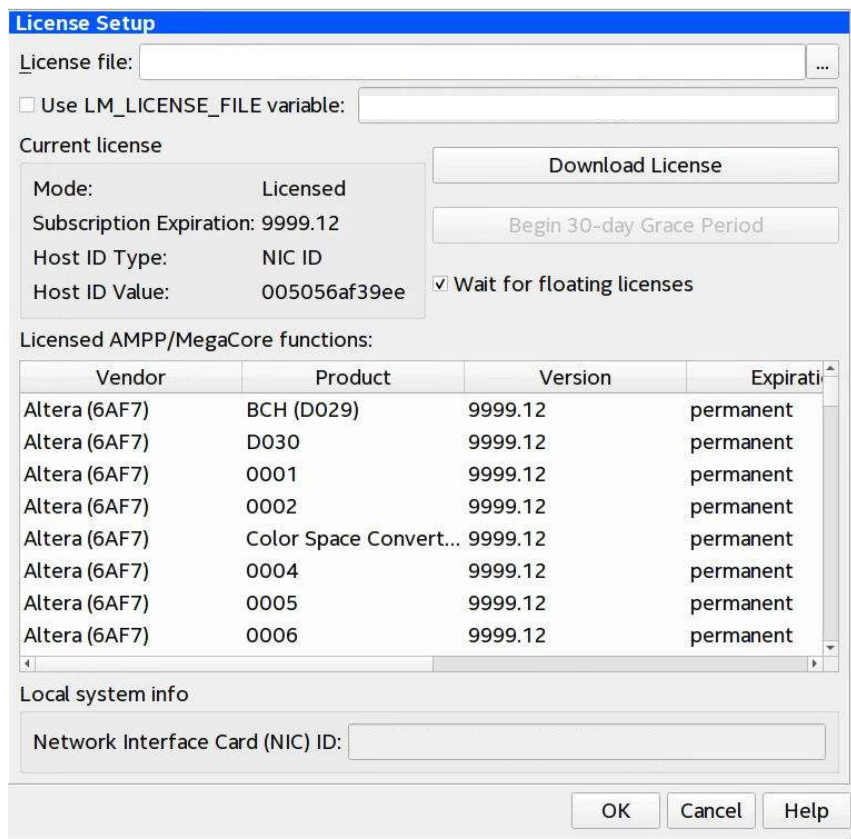 License Setup
License file: ...
Use LM_LICENSE_FILE variable:
Current license
Download License
Mode: Licensed
Subscription Expiration: 9999.12
Begin 30-day Grace Period
Host ID Type: NIC ID
Wait for floating licenses
Host ID Value: 005056af39ee
Licensed AMPP/MegaCore functions:
Vendor Product Version Expiratio
Altera (6AF7) BCH (D029) 9999.12 permanent
Altera (6AF7) D030 9999.12 permanent
Altera (6AF7) 0001 9999.12 permanent
Altera (6AF7) 0002 9999.12 permanent
Altera (6AF7) Color Space Convert... 9999.12 permanent
Altera (6AF7) 0004 9999.12 permanent
Altera (6AF7) 0005 9999.12 permanent
Altera (6AF7) 0006 9999.12 permanent
Local system info
Network Interface Card (NIC) ID:
OK Cancel Help